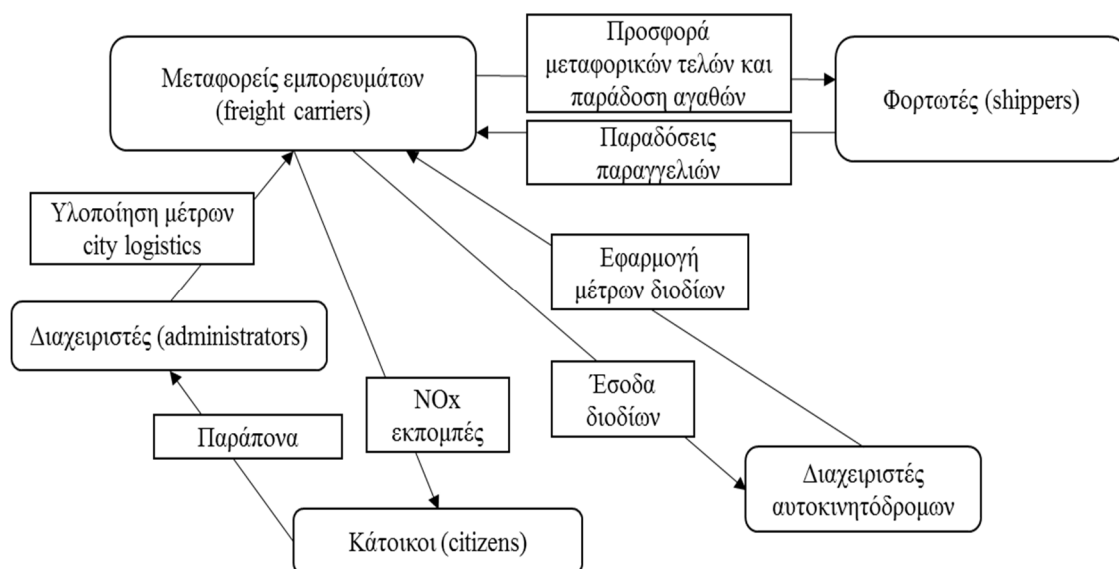 Προσφορά
μεταφορικών τελών και
παράδοση αγαθών
Μεταφορείς εμπορευμάτων
(freight carriers)
Φορτωτές (shippers)
Παραδόσεις
παραγγελιών
Υλοποίηση μέτρων
city logistics
Εφαρμογή
μέτρων διοδίων
Διαχειριστές (administrators)
Έσοδα
διοδίων
NOx
εκπομπές
Παράπονα
Διαχειριστές
αυτοκινητόδρομων
Κάτοικοι (citizens)